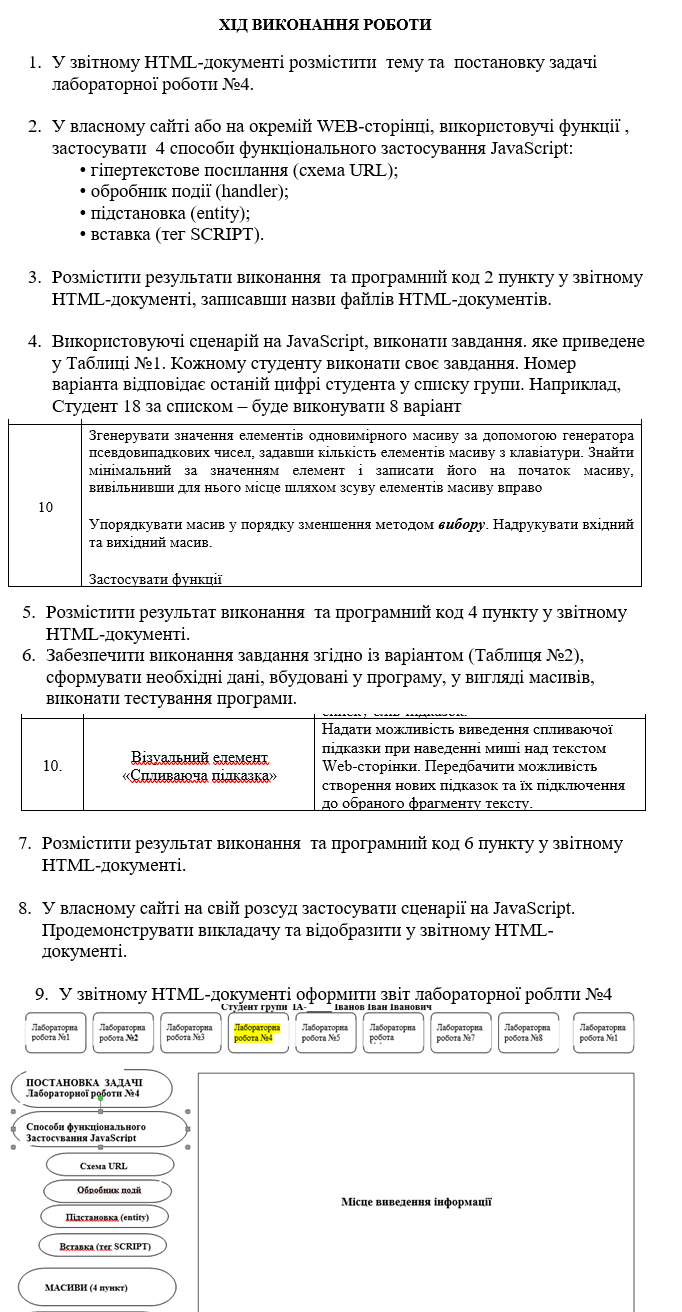 ХІД ВИКОНАННЯ РОБОТИ
1. У звітному HTML-документі розмістити тему та постановку задачі
лабораторної роботи №4.
2. У власному сайті або на окремій WEB-сторінці, використовучі функції ,
застосувати 4 способи функціонального застосування JavaScript:
• гіпертекстове посилання (схема URL);
• обробник події (handler);
• підстановка (entity);
• вставка (тег SCRIPT).
3. Розмістити результати виконання та програмний код 2 пункту у звітному
HTML-документі, записавши назви файлів HTML-документів.
4. Використовуючі сценарій на JavaScript, виконати завдання. яке приведене
у Таблиці №1. Кожному студенту виконати своє завдання. Номер
варіанта відповідає останій цифрі студента у списку групи. Наприклад,
Студент 18 за списком – буде виконувати 8 варіант
10
Згенерувати значення елементів одновимірного масиву за допомогою генератора
псевдовипадкових чисел, задавши кількість елементів масиву з клавіатури. Знайти
мінімальний за значенням елемент і записати його на початок масиву,
вивільнивши для нього місце шляхом зсуву елементів масиву вправо
Упорядкувати масив у порядку зменшення методом вибору. Надрукувати вхідний
та вихідний масив.
Застосувати функції
5. Розмістити результат виконання та програмний код 4 пункту у звітному
HTML-документі.
6. Забезпечити виконання завдання згідно із варіантом (Таблиця №2),
сформувати необхідні дані, вбудовані у програму, у вигляді масивів,
виконати тестування програми.
10.
Візуальний елемент
«Спливаюча підказка»
Надати можливість виведення спливаючої
підказки при наведенні миші над текстом
Web-сторінки. Передбачити можливість
створення нових підказок та їх підключення
до обраного фрагменту тексту.
7. Розмістити результат виконання та програмний код 6 пункту у звітному
HTML-документі.
8. У власному сайті на свій розсуд застосувати сценарії на JavaScript.
Продемонструвати викладачу та відобразити у звітному HTML-
документі.
9. У звітному HTML-документі оформити звіт лабораторної роблти №4
Студент групи ІА-_____ Іванов Іван Іванович
Лабораторна
робота №1
Лабораторна
робота №2
Лабораторна
робота №3
Лабораторна
робота №4
Лабораторна
робота №5
Лабораторна
робота
Лабораторна
робота №7
Лабораторна
робота №8
Лабораторна
робота №1
ПОСТАНОВКА ЗАДАЧІ
Лабораторної роботи №4
Способи функціонального
Застосування JavaScript
Схема URL
Обробник подій
Підстановка (entity)
Вставка (тег SCRIPT)
МАСИВИ (4 пункт)
Місце виведення інформації